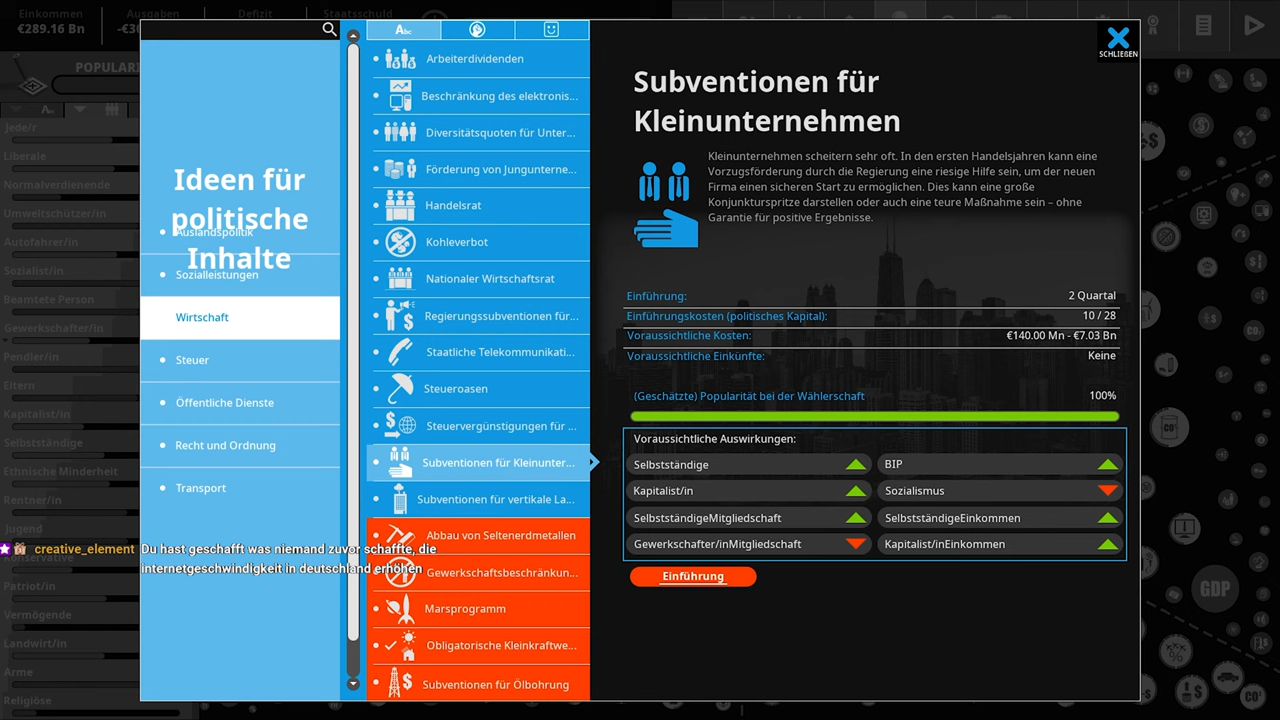 Einkommen
Ausgaben
Defizit
Staatsschuld
€289.16 Bn
POPULARI
Jede/r
Liberale
Normalverdienende
Umweltschützer/in
Autofahrer/in
Sozialist/in
Beamtete Person
Gewerkschafter/in
Pendler/in
Eltern
Kapitalist/in
Selbstständige
Ethnische Minderheit
Rentner/in
Jugend
Konservative
Patriot/in
Vermögende
Landwirt/in
Arme
Religiöse
Ideen für
politische
Inhalte
Auslandspolitik
Sozialleistungen
Wirtschaft
Steuer
Öffentliche Dienste
Recht und Ordnung
Transport
creative_element Du hast geschafft was niemand zuvor schaffte, die
internetgeschwindigkeit in deutschland erhöhen
Abc
Arbeiterdividenden
Beschränkung des elektronis...
Diversitätsquoten für Unter...
Förderung von Jungunterne...
Handelsrat
Kohleverbot
Nationaler Wirtschaftsrat
Regierungssubventionen für...
Staatliche Telekommunikati...
Steueroasen
Steuervergünstigungen für ...
Subventionen für Kleinunter...
Subventionen für vertikale La...
Abbau von Seltenerdmetallen
Gewerkschaftsbeschränkun...
Marsprogramm
Obligatorische Kleinkraftwe...
Subventionen für Ölbohrung
SCHLIEßEN
Subventionen für
Kleinunternehmen
Kleinunternehmen scheitern sehr oft. In den ersten Handelsjahren kann eine
Vorzugsförderung durch die Regierung eine riesige Hilfe sein, um der neuen
Firma einen sicheren Start zu ermöglichen. Dies kann eine große
Konjunkturspritze darstellen oder auch eine teure Maßnahme sein – ohne
Garantie für positive Ergebnisse.
Einführung: 2 Quartal
Einführungskosten (politisches Kapital): 10 / 28
Voraussichtliche Kosten: €140.00 Mn - €7.03 Bn
Voraussichtliche Einkünfte: Keine
(Geschätzte) Popularität bei der Wählerschaft 100%
Voraussichtliche Auswirkungen:
Selbstständige BIP
Kapitalist/in Sozialismus
SelbstständigeMitgliedschaft SelbstständigeEinkommen
Gewerkschafter/inMitgliedschaft Kapitalist/inEinkommen
Einführung
GDP